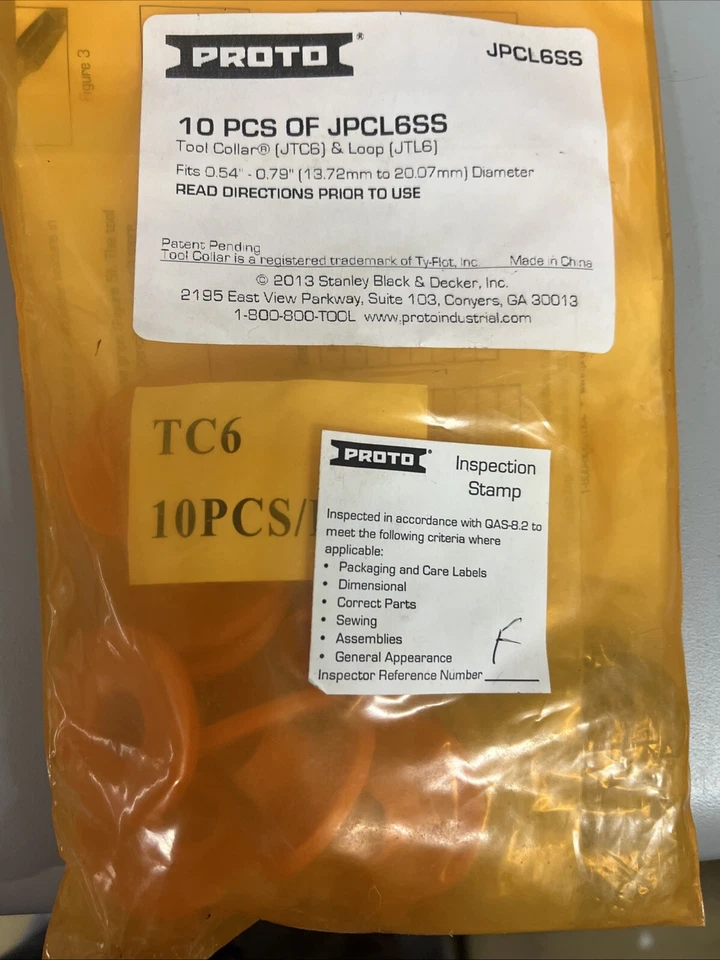 Figure 3
PROTO®
JPCL6SS
10 PCS OF JPCL6SS
Tool Collar® (JTC6) & Loop (JTL6)
Fits 0.54" - 0.79" (13.72mm to 20.07mm) Diameter
READ DIRECTIONS PRIOR TO USE
Patent Pending
Tool Collar is a registered trademark of Ty-Flot, Inc. Made in China
© 2013 Stanley Black & Decker, Inc.
2195 East View Parkway, Suite 103, Conyers, GA 30013
1-800-800-TOOL www.protoindustrial.com
TC6
10PCS/
PROTO®
Inspection
Stamp
Inspected in accordance with QAS-8.2 to
meet the following criteria where
applicable:
• Packaging and Care Labels
• Dimensional
• Correct Parts
• Sewing
• Assemblies
• General Appearance
F
Inspector Reference Number